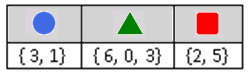 {3, 1} {6, 0, 3} {2, 5}